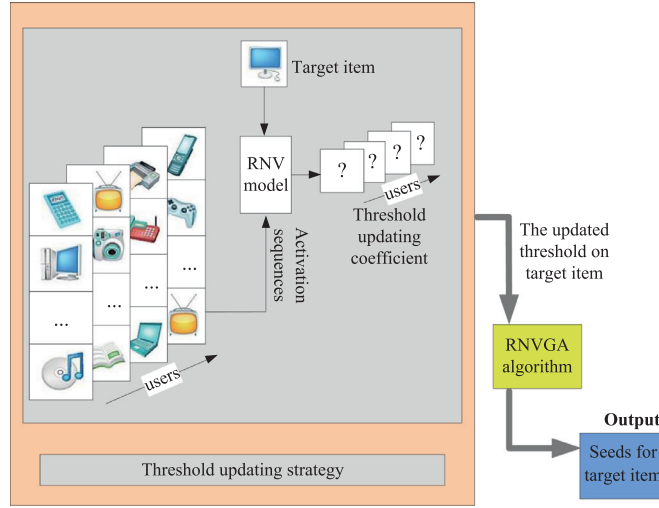 Target item
RNV
model
?
?
?
?
users
Threshold
updating
coefficient
Activation
sequences
...
...
...
...
users
Threshold updating strategy
The updated
threshold on
target item
RNVGA
algorithm
Output
Seeds for
target item